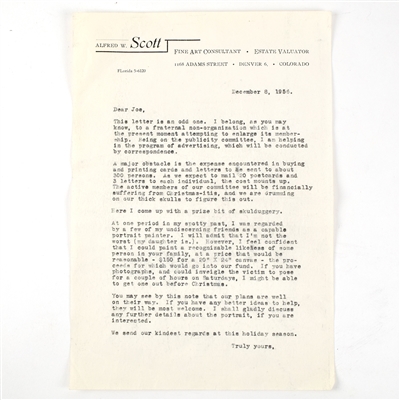 ALFRED W. Scott
FINE ART CONSULTANT • ESTATE VALUATOR
1168 ADAMS STREET • DENVER 6, • COLORADO
December 8, 1956.
Dear Joe,
This letter is an odd one. I belong, as you may
know, to a fraternal non-organization which is at
the present moment attempting to enlarge its member-
ship. Being on the publicity committee, I am helping
in the program of advertising, which will be conducted
by correspondence.
A major obstacle is the expense encountered in buying
and printing cards and letters to be sent to about
300 persons. As we expect to mail 20 postcards and
3 letters to each individual, the cost mounts up.
The active members of our committee will be financially
suffering from Christmas-itis, and we are drumming
on our thick skulls to figure this out.
Here I come up with a prize bit of skulduggery.
At one period in my spotty past, I was regarded
by a few of my undiscerning friends as a capable
portrait painter. I will admit that I'm not the
worst (my daughter is.). However, I feel confident
that I could paint a recognizable likeness of some
person in your family, at a price that would be
reasonable - $150 for a 20" X 24" canvas - the pro-
ceeds for which would go into our fund. If you have
photographs, and could inveigle the victim to pose
for a couple of hours on Saturdays, I might be able
to get one out before Christmas.
You may see by this note that our plans are well
on their way. If you have any better ideas to help,
they will be most welcome. I shall gladly discuss
any further details about the portrait, if you are
interested.
We send our kindest regards at this holiday season.
Truly yours,